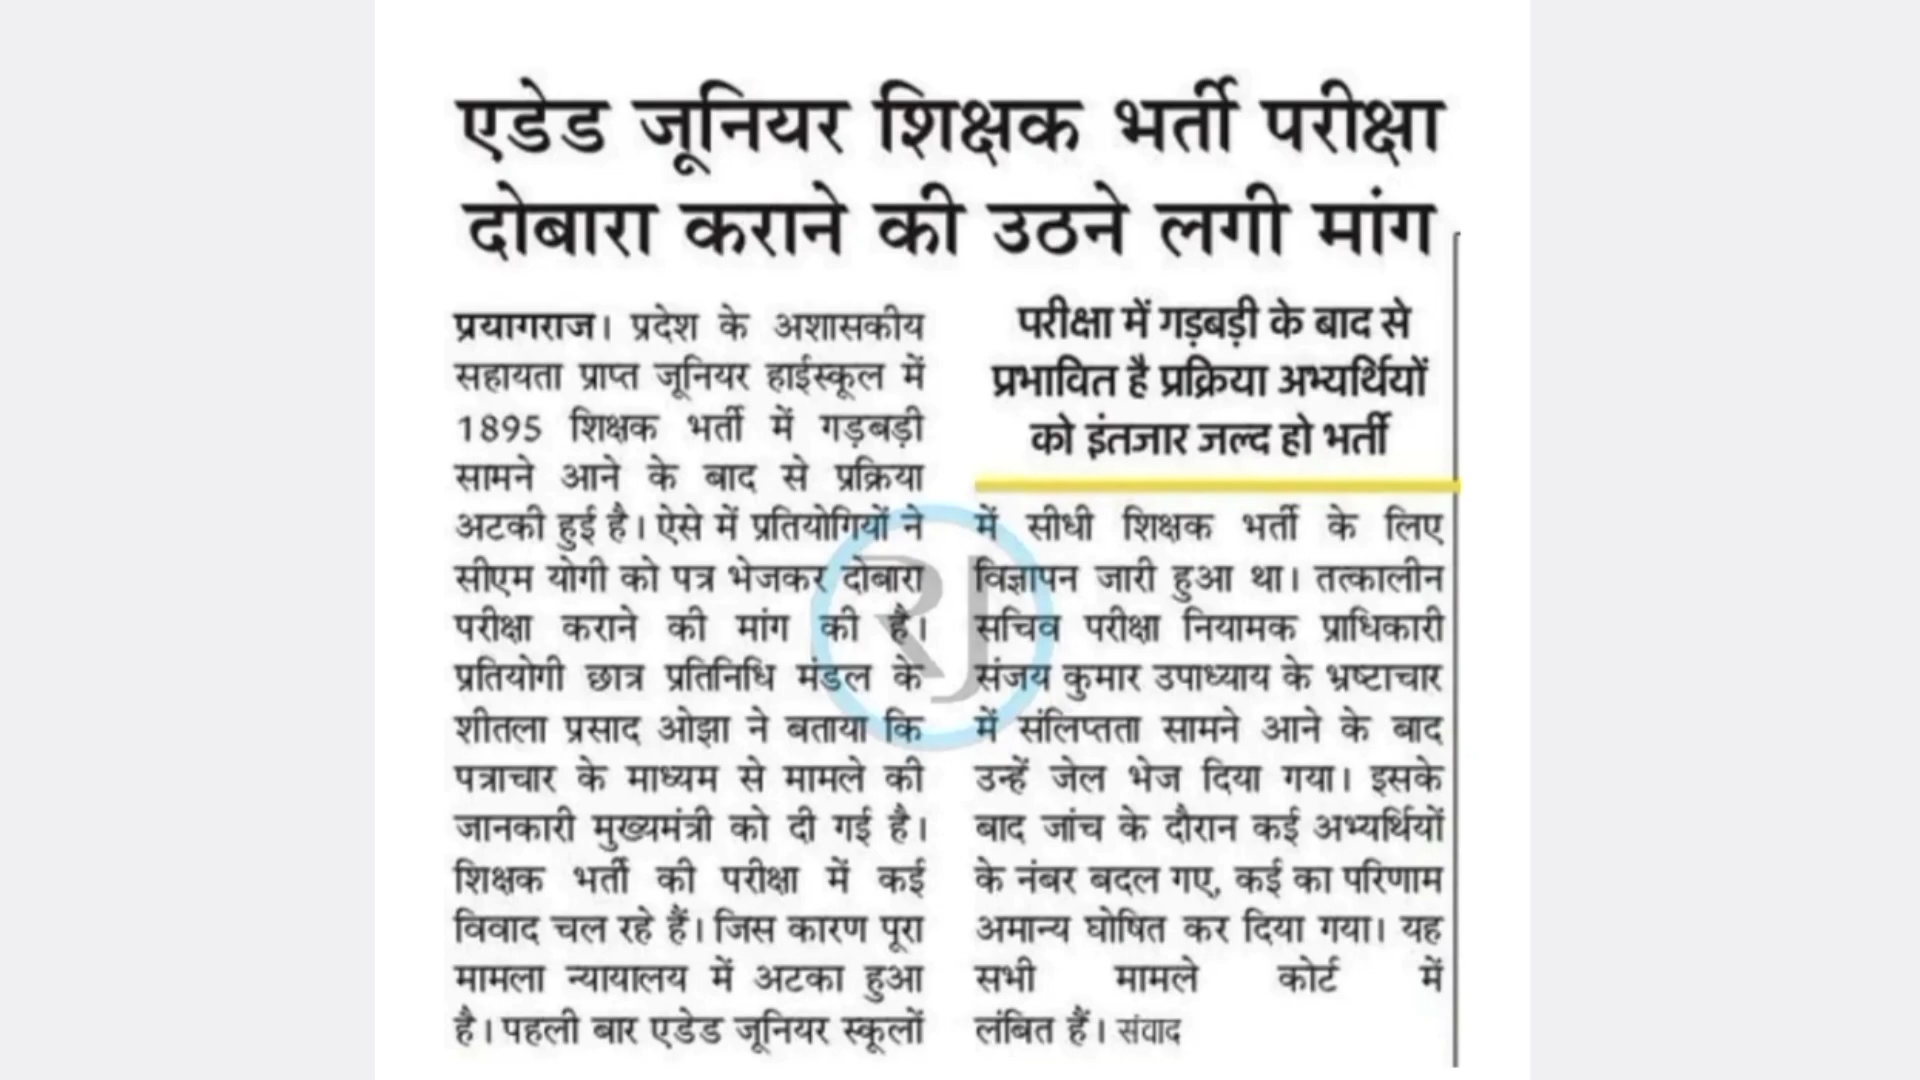 एडेड जूनियर शिक्षक भर्ती परीक्षा
दोबारा कराने की उठने लगी मांग
प्रयागराज। प्रदेश के अशासकीय
सहायता प्राप्त जूनियर हाईस्कूल में
1895 शिक्षक भर्ती में गड़बड़ी
सामने आने के बाद से प्रक्रिया
अटकी हुई है। ऐसे में प्रतियोगियों ने
सीएम योगी को पत्र भेजकर दोबारा
परीक्षा कराने की मांग की है।
प्रतियोगी छात्र प्रतिनिधि मंडल के
शीतला प्रसाद ओझा ने बताया कि
पत्राचार के माध्यम से मामले की
जानकारी मुख्यमंत्री को दी गई है।
शिक्षक भर्ती की परीक्षा में कई
विवाद चल रहे हैं। जिस कारण पूरा
मामला न्यायालय में अटका हुआ
है। पहली बार एडेड जूनियर स्कूलों
परीक्षा में गड़बड़ी के बाद से
प्रभावित है प्रक्रिया अभ्यर्थियों
को इंतजार जल्द हो भर्ती
में सीधी शिक्षक भर्ती के लिए
विज्ञापन जारी हुआ था। तत्कालीन
सचिव परीक्षा नियामक प्राधिकारी
संजय कुमार उपाध्याय के भ्रष्टाचार
में संलिप्तता सामने आने के बाद
उन्हें जेल भेज दिया गया। इसके
बाद जांच के दौरान कई अभ्यर्थियों
के नंबर बदल गए, कई का परिणाम
अमान्य घोषित कर दिया गया। यह
सभी मामले कोर्ट में
लंबित हैं। संवाद
RJ